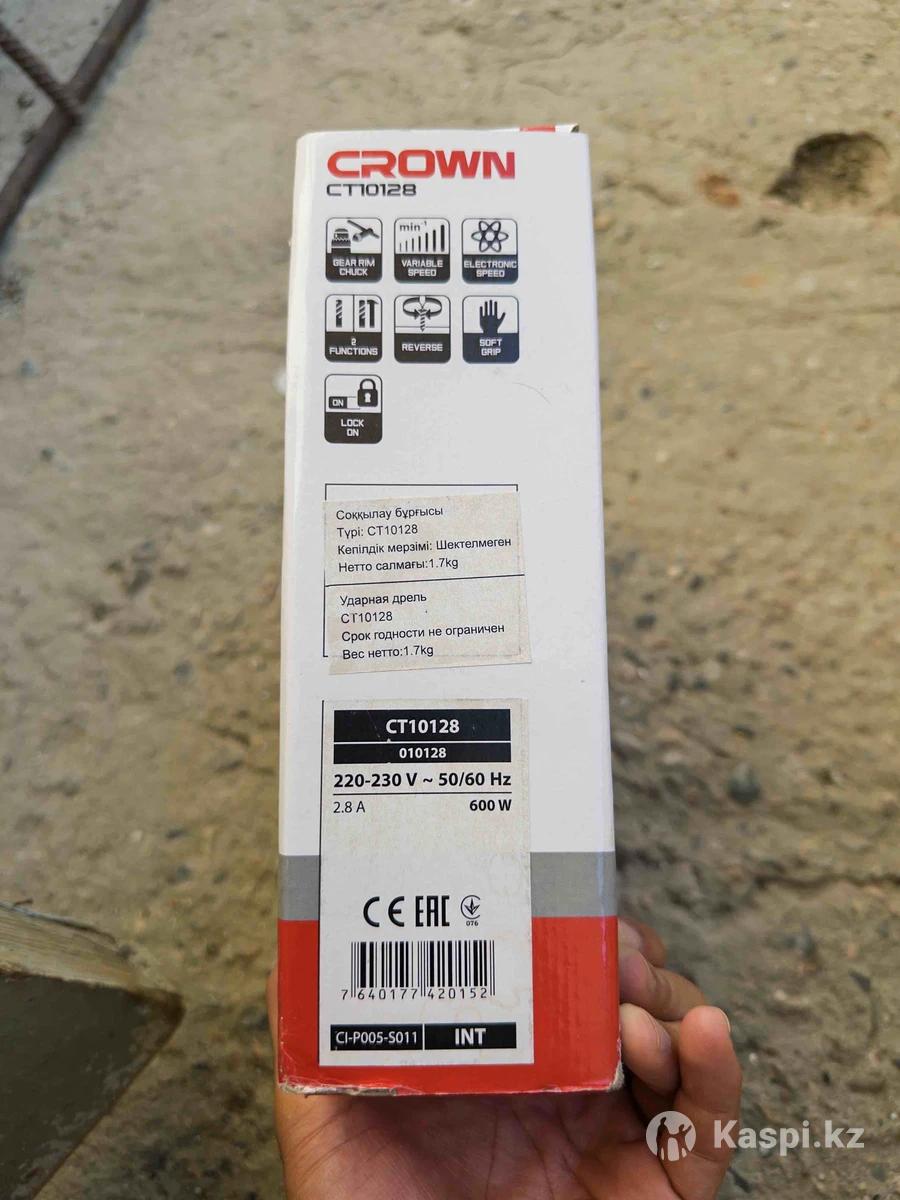 CROWN
CT10128
GEAR RIM
CHUCK
min⁻¹
VARIABLE
SPEED
ELECTRONIC
SPEED
2
FUNCTIONS
REVERSE
SOFT
GRIP
ON
LOCK
ON
Соққылау бұрғысы
Түрі: CT10128
Кепілдік мерзімі: Шектелмеген
Нетто салмағы:1.7kg
Ударная дрель
CT10128
Срок годности не ограничен
Вес нетто:1.7kg
CT10128
010128
220-230 V ~ 50/60 Hz
2.8 A 600 W
CE EAC
076
7 640177 420152
CI-P005-S011 INT
Kaspi.kz